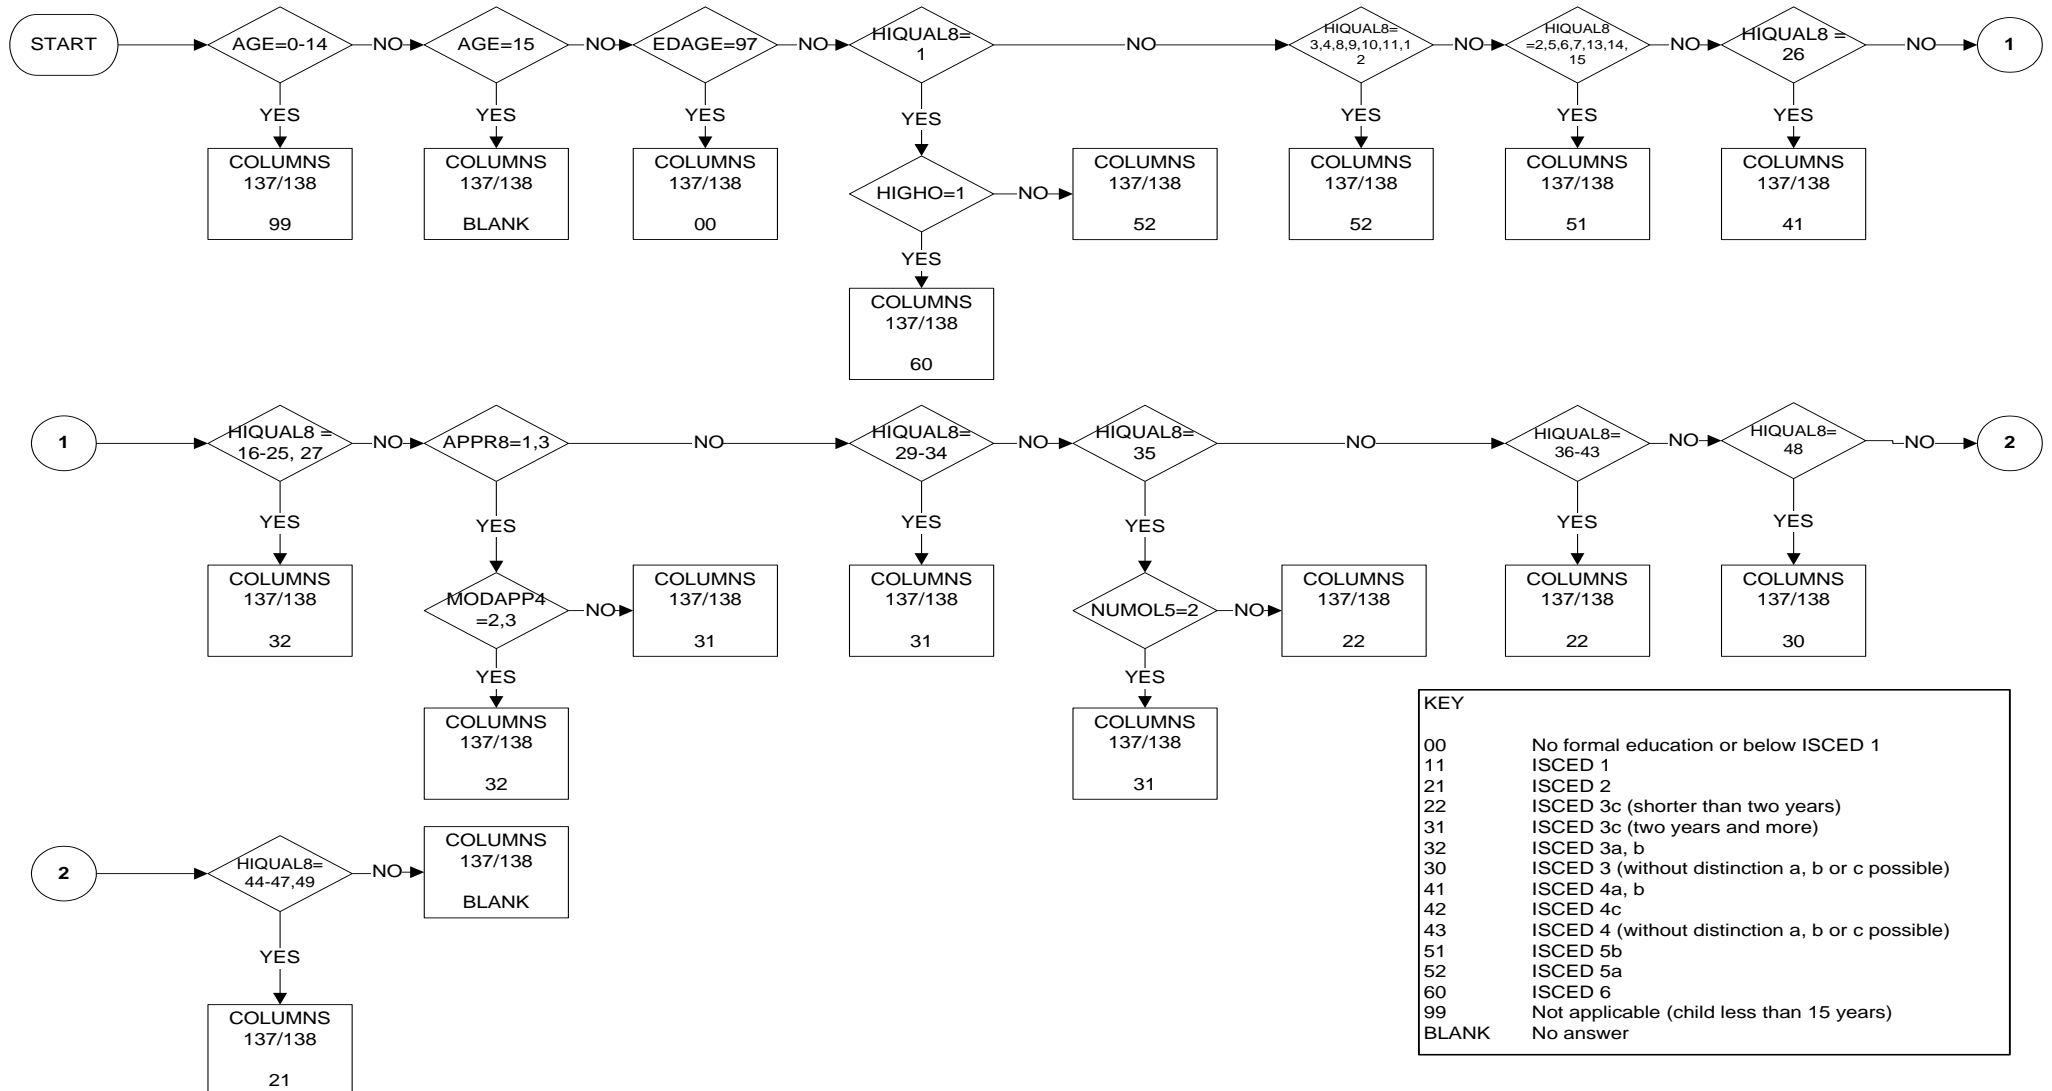 START
AGE=0-14
NO
AGE=15
NO
EDAGE=97
NO
HIQUAL8=
1
NO
HIQUAL8=
3,4,8,9,10,11,1
2
NO
HIQUAL8
=2,5,6,7,13,14,
15
NO
HIQUAL8 =
26
NO
1
YES
YES
YES
YES
YES
YES
YES
COLUMNS
137/138
99
COLUMNS
137/138
BLANK
COLUMNS
137/138
00
HIGHO=1
NO
COLUMNS
137/138
52
COLUMNS
137/138
52
COLUMNS
137/138
51
COLUMNS
137/138
41
YES
COLUMNS
137/138
60
1
HIQUAL8 =
16-25, 27
NO
APPR8=1,3
NO
HIQUAL8=
29-34
NO
HIQUAL8=
35
NO
HIQUAL8=
36-43
NO
HIQUAL8=
48
NO
2
YES
YES
YES
YES
YES
YES
COLUMNS
137/138
32
MODAPP4
=2,3
NO
COLUMNS
137/138
31
COLUMNS
137/138
31
NUMOL5=2
NO
COLUMNS
137/138
22
COLUMNS
137/138
22
COLUMNS
137/138
30
YES
COLUMNS
137/138
32
YES
COLUMNS
137/138
31
2
HIQUAL8=
44-47,49
NO
COLUMNS
137/138
BLANK
YES
COLUMNS
137/138
21
KEY
00 No formal education or below ISCED 1
11 ISCED 1
21 ISCED 2
22 ISCED 3c (shorter than two years)
31 ISCED 3c (two years and more)
32 ISCED 3a, b
30 ISCED 3 (without distinction a, b or c possible)
41 ISCED 4a, b
42 ISCED 4c
43 ISCED 4 (without distinction a, b or c possible)
51 ISCED 5b
52 ISCED 5a
60 ISCED 6
99 Not applicable (child less than 15 years)
BLANK No answer